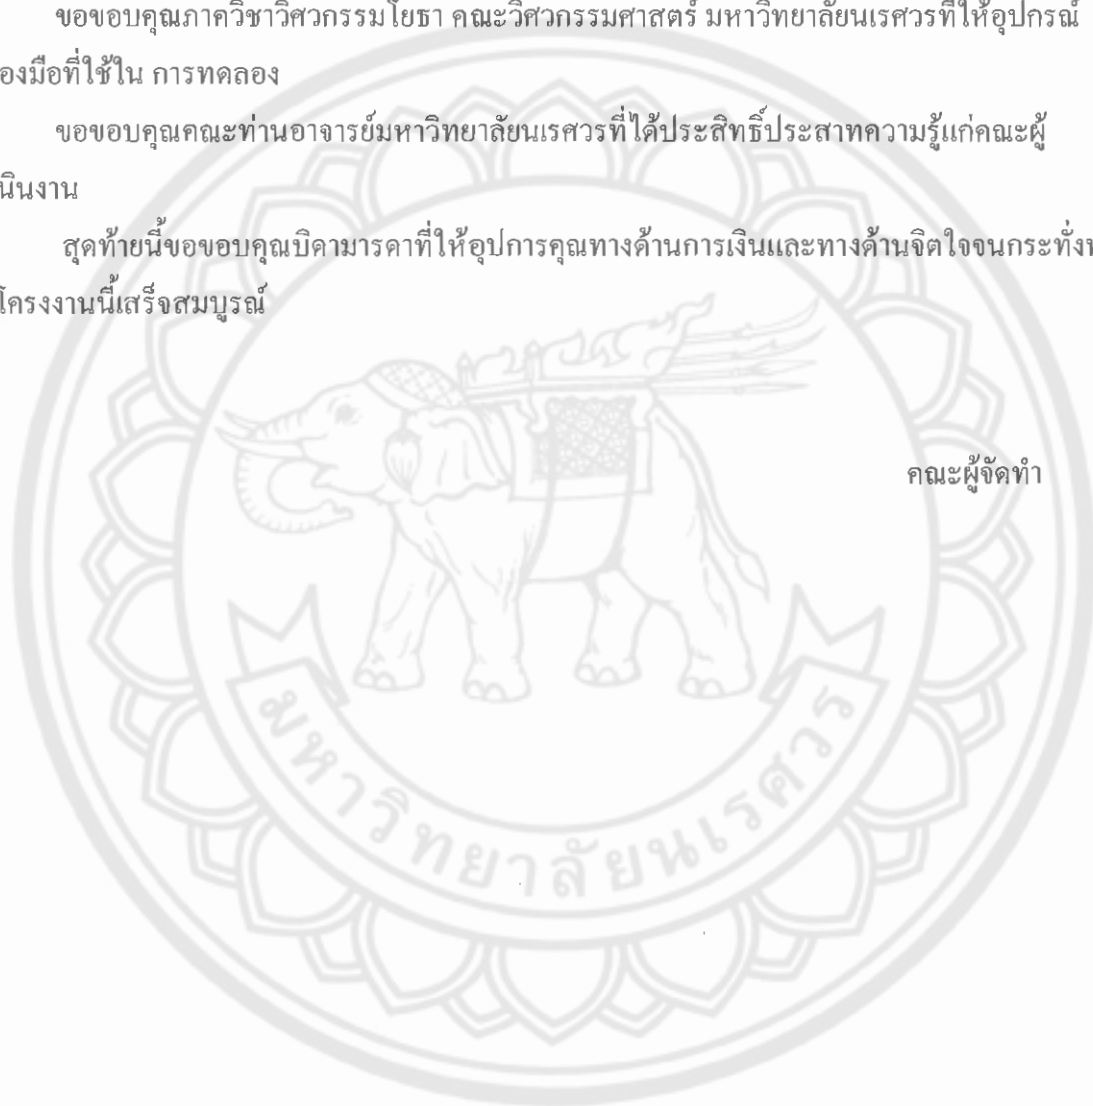 ขอขอบคุณภาควิชาวิศวกรรมโยธา คณะวิศวกรรมศาสตร์ มหาวิทยาลัยนเรศวรที่ให้อุปกรณ์
องมือที่ใช้ใน การทดลอง
ขอขอบคุณคณะท่านอาจารย์มหาวิทยาลัยนเรศวรที่ได้ประสิทธิ์ประสาทความรู้แก่คณะผู้
นินงาน
สุดท้ายนี้ขอขอบคุณบิดามารดาที่ให้อุปการคุณทางด้านการเงินและทางด้านจิตใจจนกระทั่ง
โครงงานนี้เสร็จสมบูรณ์
คณะผู้จัดทำ
มหาวิทยาลัยนเรศวร